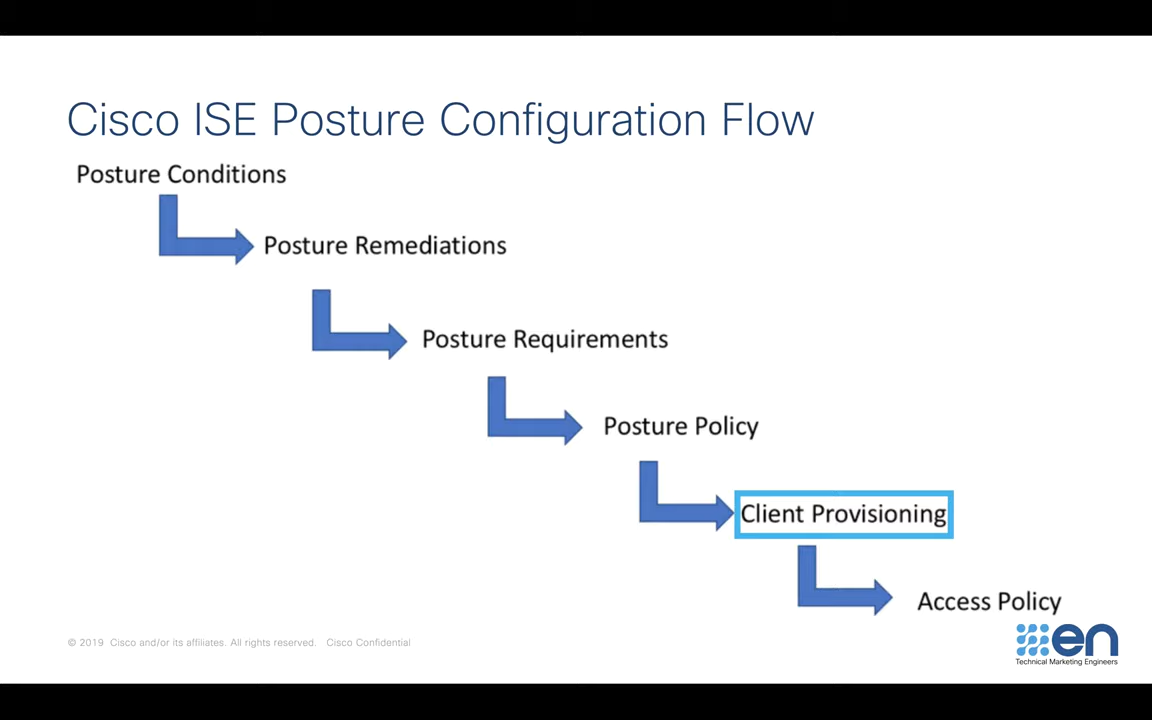 Cisco ISE Posture Configuration Flow
Posture Conditions
Posture Remediations
Posture Requirements
Posture Policy
Client Provisioning
Access Policy
© 2019 Cisco and/or its affiliates. All rights reserved. Cisco Confidential
en
Technical Marketing Engineers